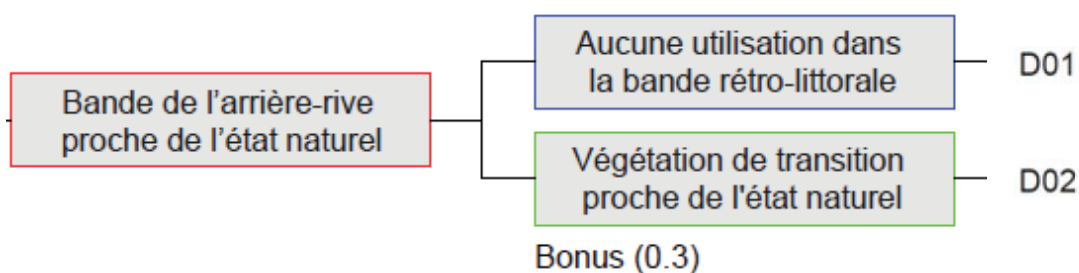 Bande de l'arrière-rive
proche de l'état naturel
Aucune utilisation dans
la bande rétro-littorale
D01
Végétation de transition
proche de l'état naturel
D02
Bonus (0.3)